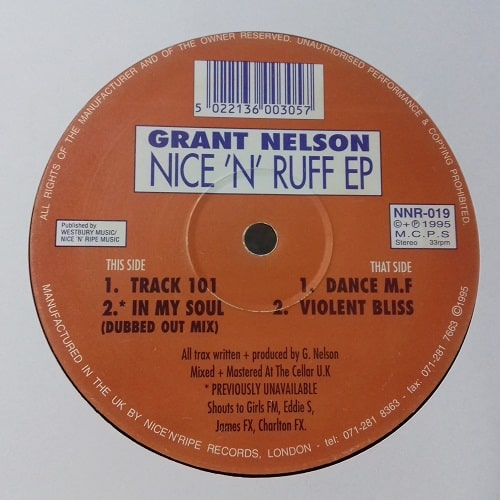 ALL RIGHTS OF THE MANUFACTURER AND OF THE OWNER RESERVED. UNAUTHORISED PERFORMANCE & COPYING PROHIBITED.
5 022136 003057
GRANT NELSON
NICE 'N' RUFF EP
NNR-019
©+℗1995
M.C.P.S
Stereo 33rpm
Published by
WESTBURY MUSIC/
NICE 'N' RIPE MUSIC
THIS SIDE
1. TRACK 101
2.* IN MY SOUL
(DUBBED OUT MIX)
THAT SIDE
1. DANCE M.F
2. VIOLENT BLISS
All trax written + produced by G. Nelson
Mixed + Mastered At The Cellar U.K
* PREVIOUSLY UNAVAILABLE
Shouts to Girls FM, Eddie S,
James FX, Charlton FX.
MANUFACTURED IN THE UK BY NICE'N'RIPE RECORDS, LONDON - tel: 071-281 8363 - fax: 071-281 7663 ©1995